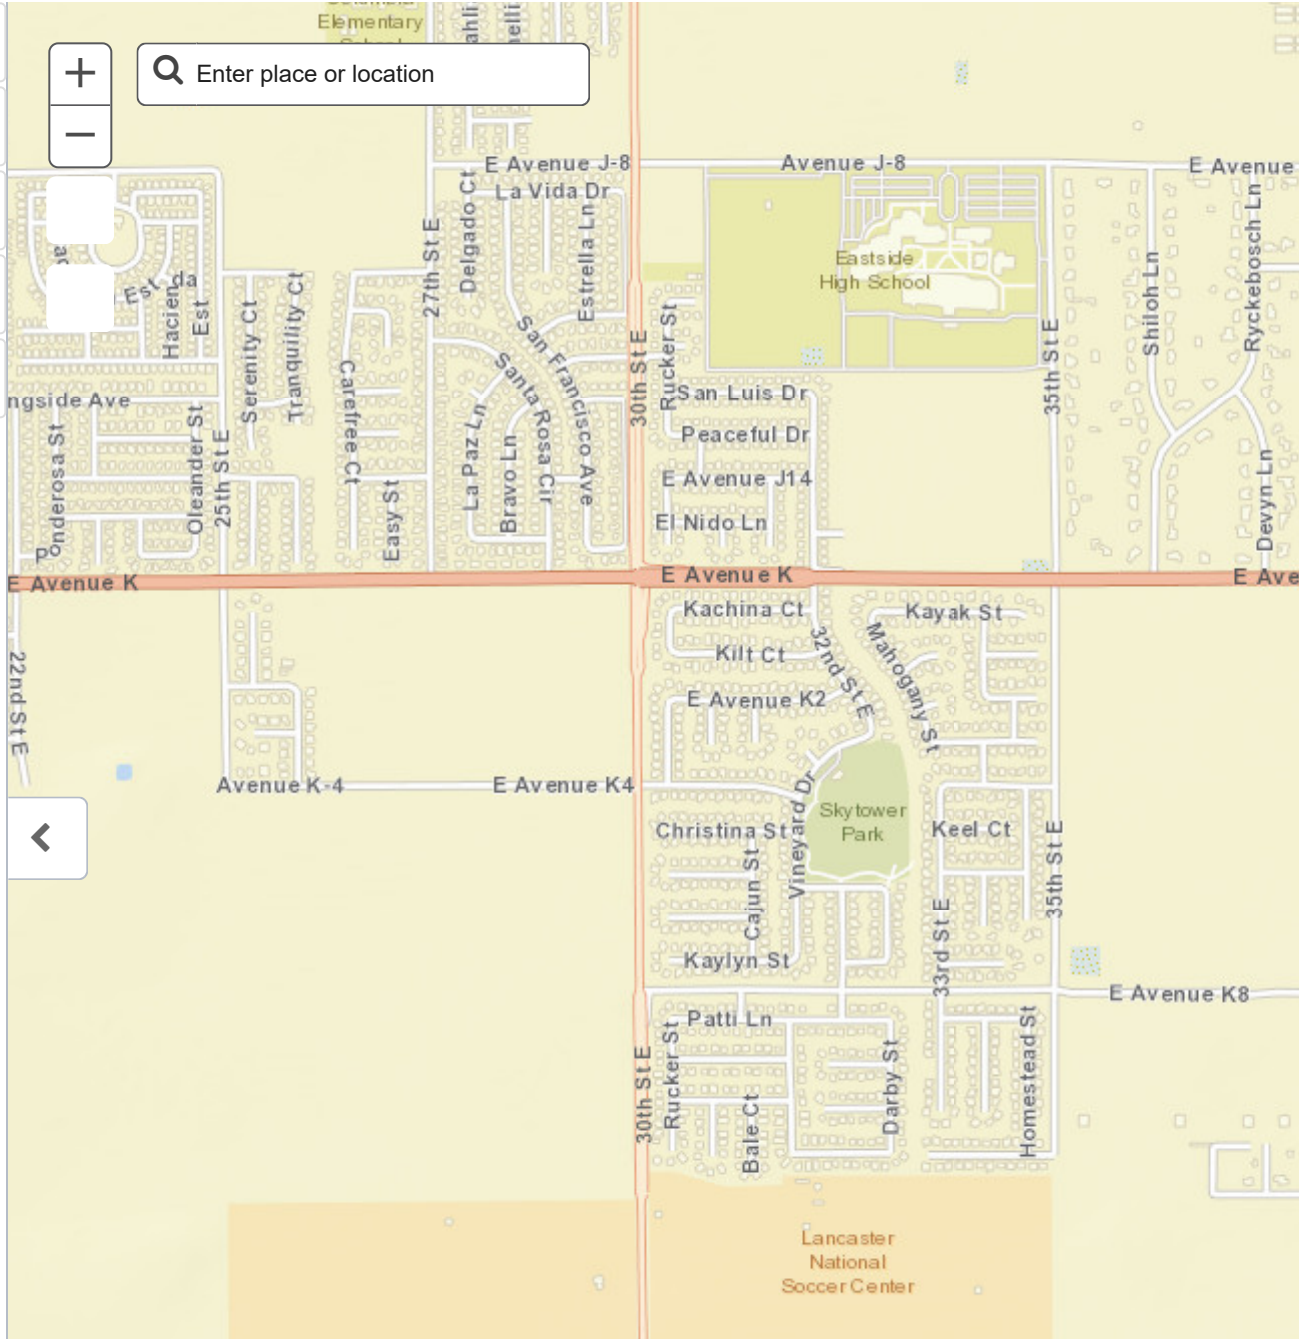 Elementary
School
Enter place or location
E Avenue J-8
Avenue J-8
E Avenue
La Vida Dr
Delgado Ct
Estrella Ln
27th St E
Eastside
High School
Shiloh Ln
Ryckebosch Ln
Hacien
da
Est
Est
Serenity Ct
Tranquility Ct
Carefree Ct
San Francisco Ave
Santa Rosa Cir
30th St E
Rucker St
35th St E
ngside Ave
San Luis Dr
Peaceful Dr
E Avenue J14
El Nido Ln
Ponderosa St
Oleander St
25th St E
Easy St
La Paz Ln
Bravo Ln
Devyn Ln
Po
E Avenue K
E Avenue K
E Ave
Kachina Ct
Kayak St
Kilt Ct
32nd St E
Mahogany St
22nd St E
E Avenue K2
Avenue K-4
E Avenue K4
Vineyard Dr
Skytower
Park
Christina St
Keel Ct
Cajun St
35th St E
33rd St E
Kaylyn St
E Avenue K8
Patti Ln
30th St E
Rucker St
Bale Ct
Darby St
Homestead St
Lancaster
National
Soccer Center